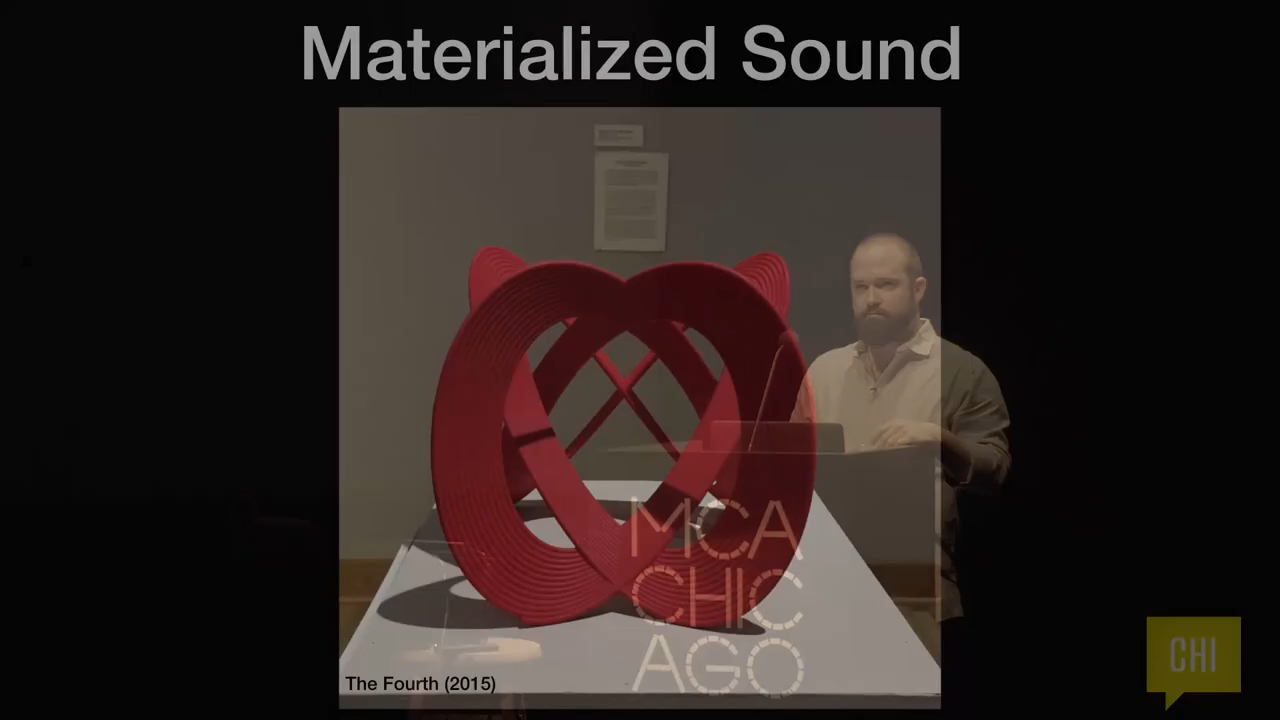 Materialized Sound
MCA
CHIC
AGO
The Fourth (2015)
CHI